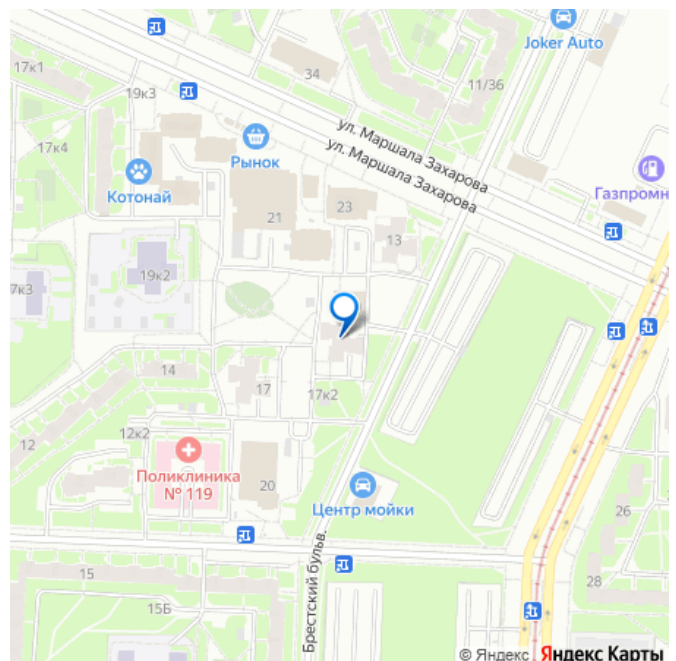 17к1
34
Joker Auto
11/36
19к3
ул. Маршала Захарова
17к4
Рынок
ул. Маршала Захарова
Котонай
Газпромн
21
23
13
7к3
19к2
14
17
17к2
12
12к2
Поликлиника
№ 119
20
Центр мойки
26
Брестский бульв.
15
28
15Б
© Яндекс Яндекс Карты